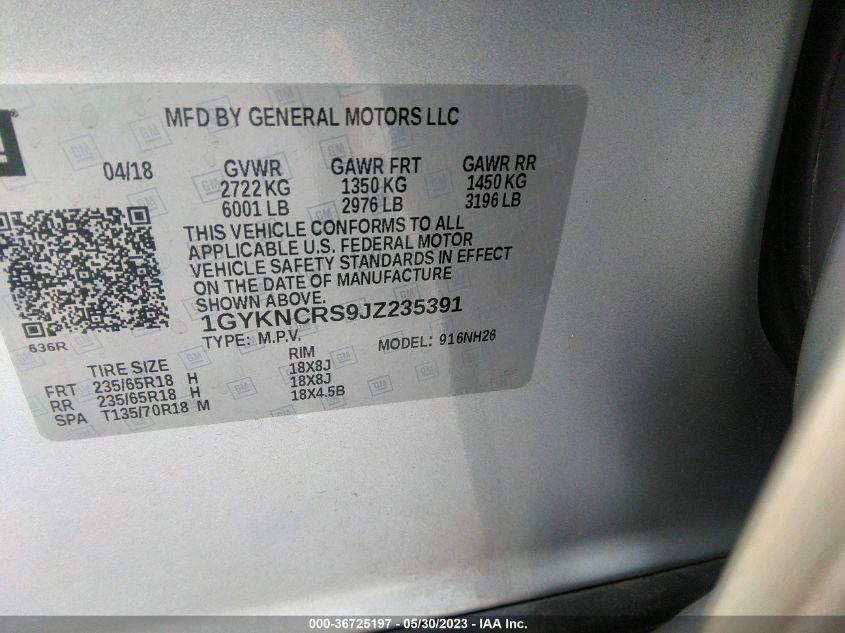 MFD BY GENERAL MOTORS LLC
04/18 GVWR GAWR FRT GAWR RR
2722 KG 1350 KG 1450 KG
6001 LB 2976 LB 3196 LB
THIS VEHICLE CONFORMS TO ALL
APPLICABLE U.S. FEDERAL MOTOR
VEHICLE SAFETY STANDARDS IN EFFECT
ON THE DATE OF MANUFACTURE
SHOWN ABOVE.
1GYKNCRS9JZ235391
636R TYPE: M.P.V. MODEL: 916NH26
TIRE SIZE RIM
FRT 235/65R18 H 18X8J
RR 235/65R18 H 18X8J
SPA T135/70R18 M 18X4.5B
000-36725197 - 05/30/2023 - IAA Inc.